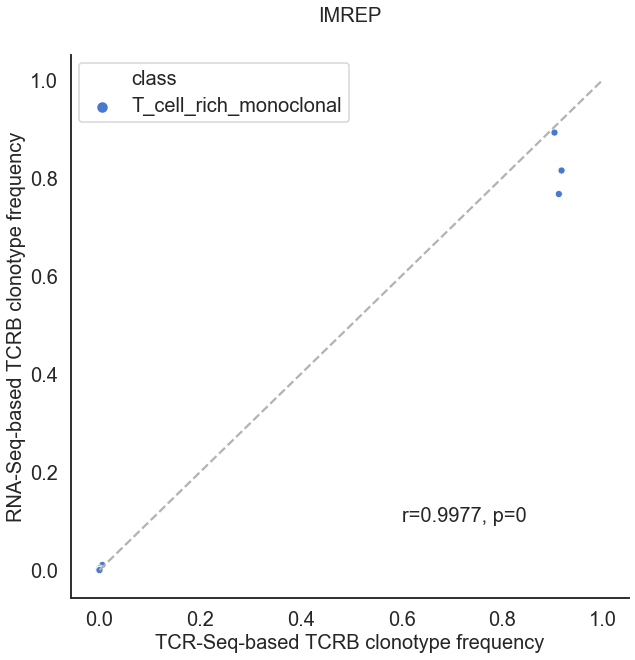 IMREP
class
T_cell_rich_monoclonal
1.0
0.8
0.6
0.4
0.2
0.0
RNA-Seq-based TCRB clonotype frequency
r=0.9977, p=0
0.0 0.2 0.4 0.6 0.8 1.0
TCR-Seq-based TCRB clonotype frequency